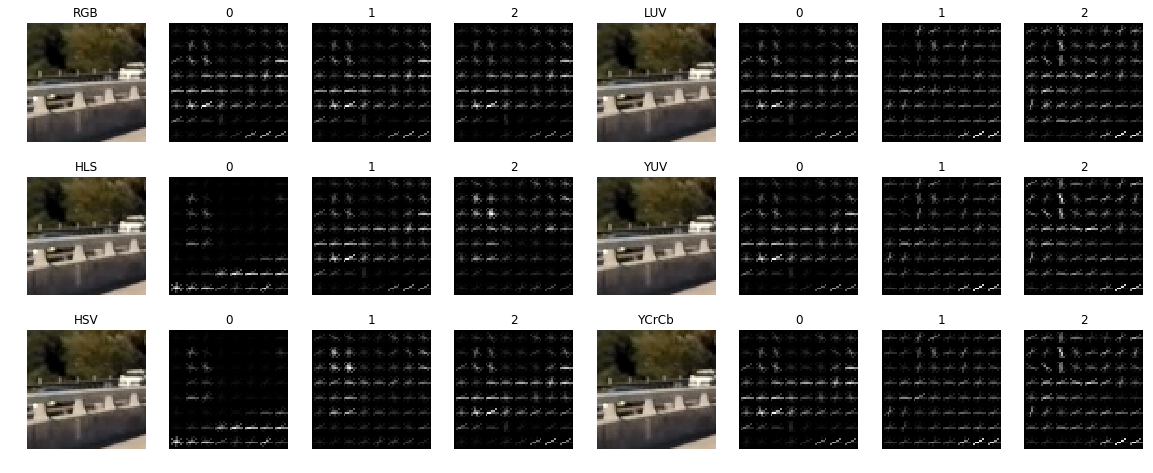 RGB 0 1 2 LUV 0 1 2
HLS 0 1 2 YUV 0 1 2
HSV 0 1 2 YCrCb 0 1 2